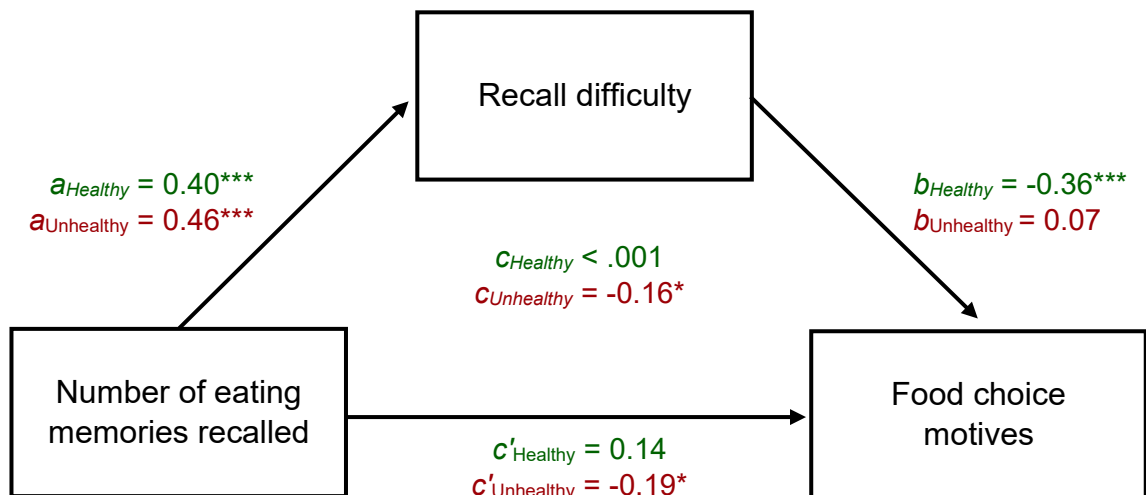 Recall difficulty
aHealthy = 0.40***
aUnhealthy = 0.46***
bHealthy = -0.36***
bUnhealthy = 0.07
cHealthy < .001
cUnhealthy = -0.16*
Number of eating
memories recalled
Food choice
motives
c'Healthy = 0.14
c'Unhealthy = -0.19*